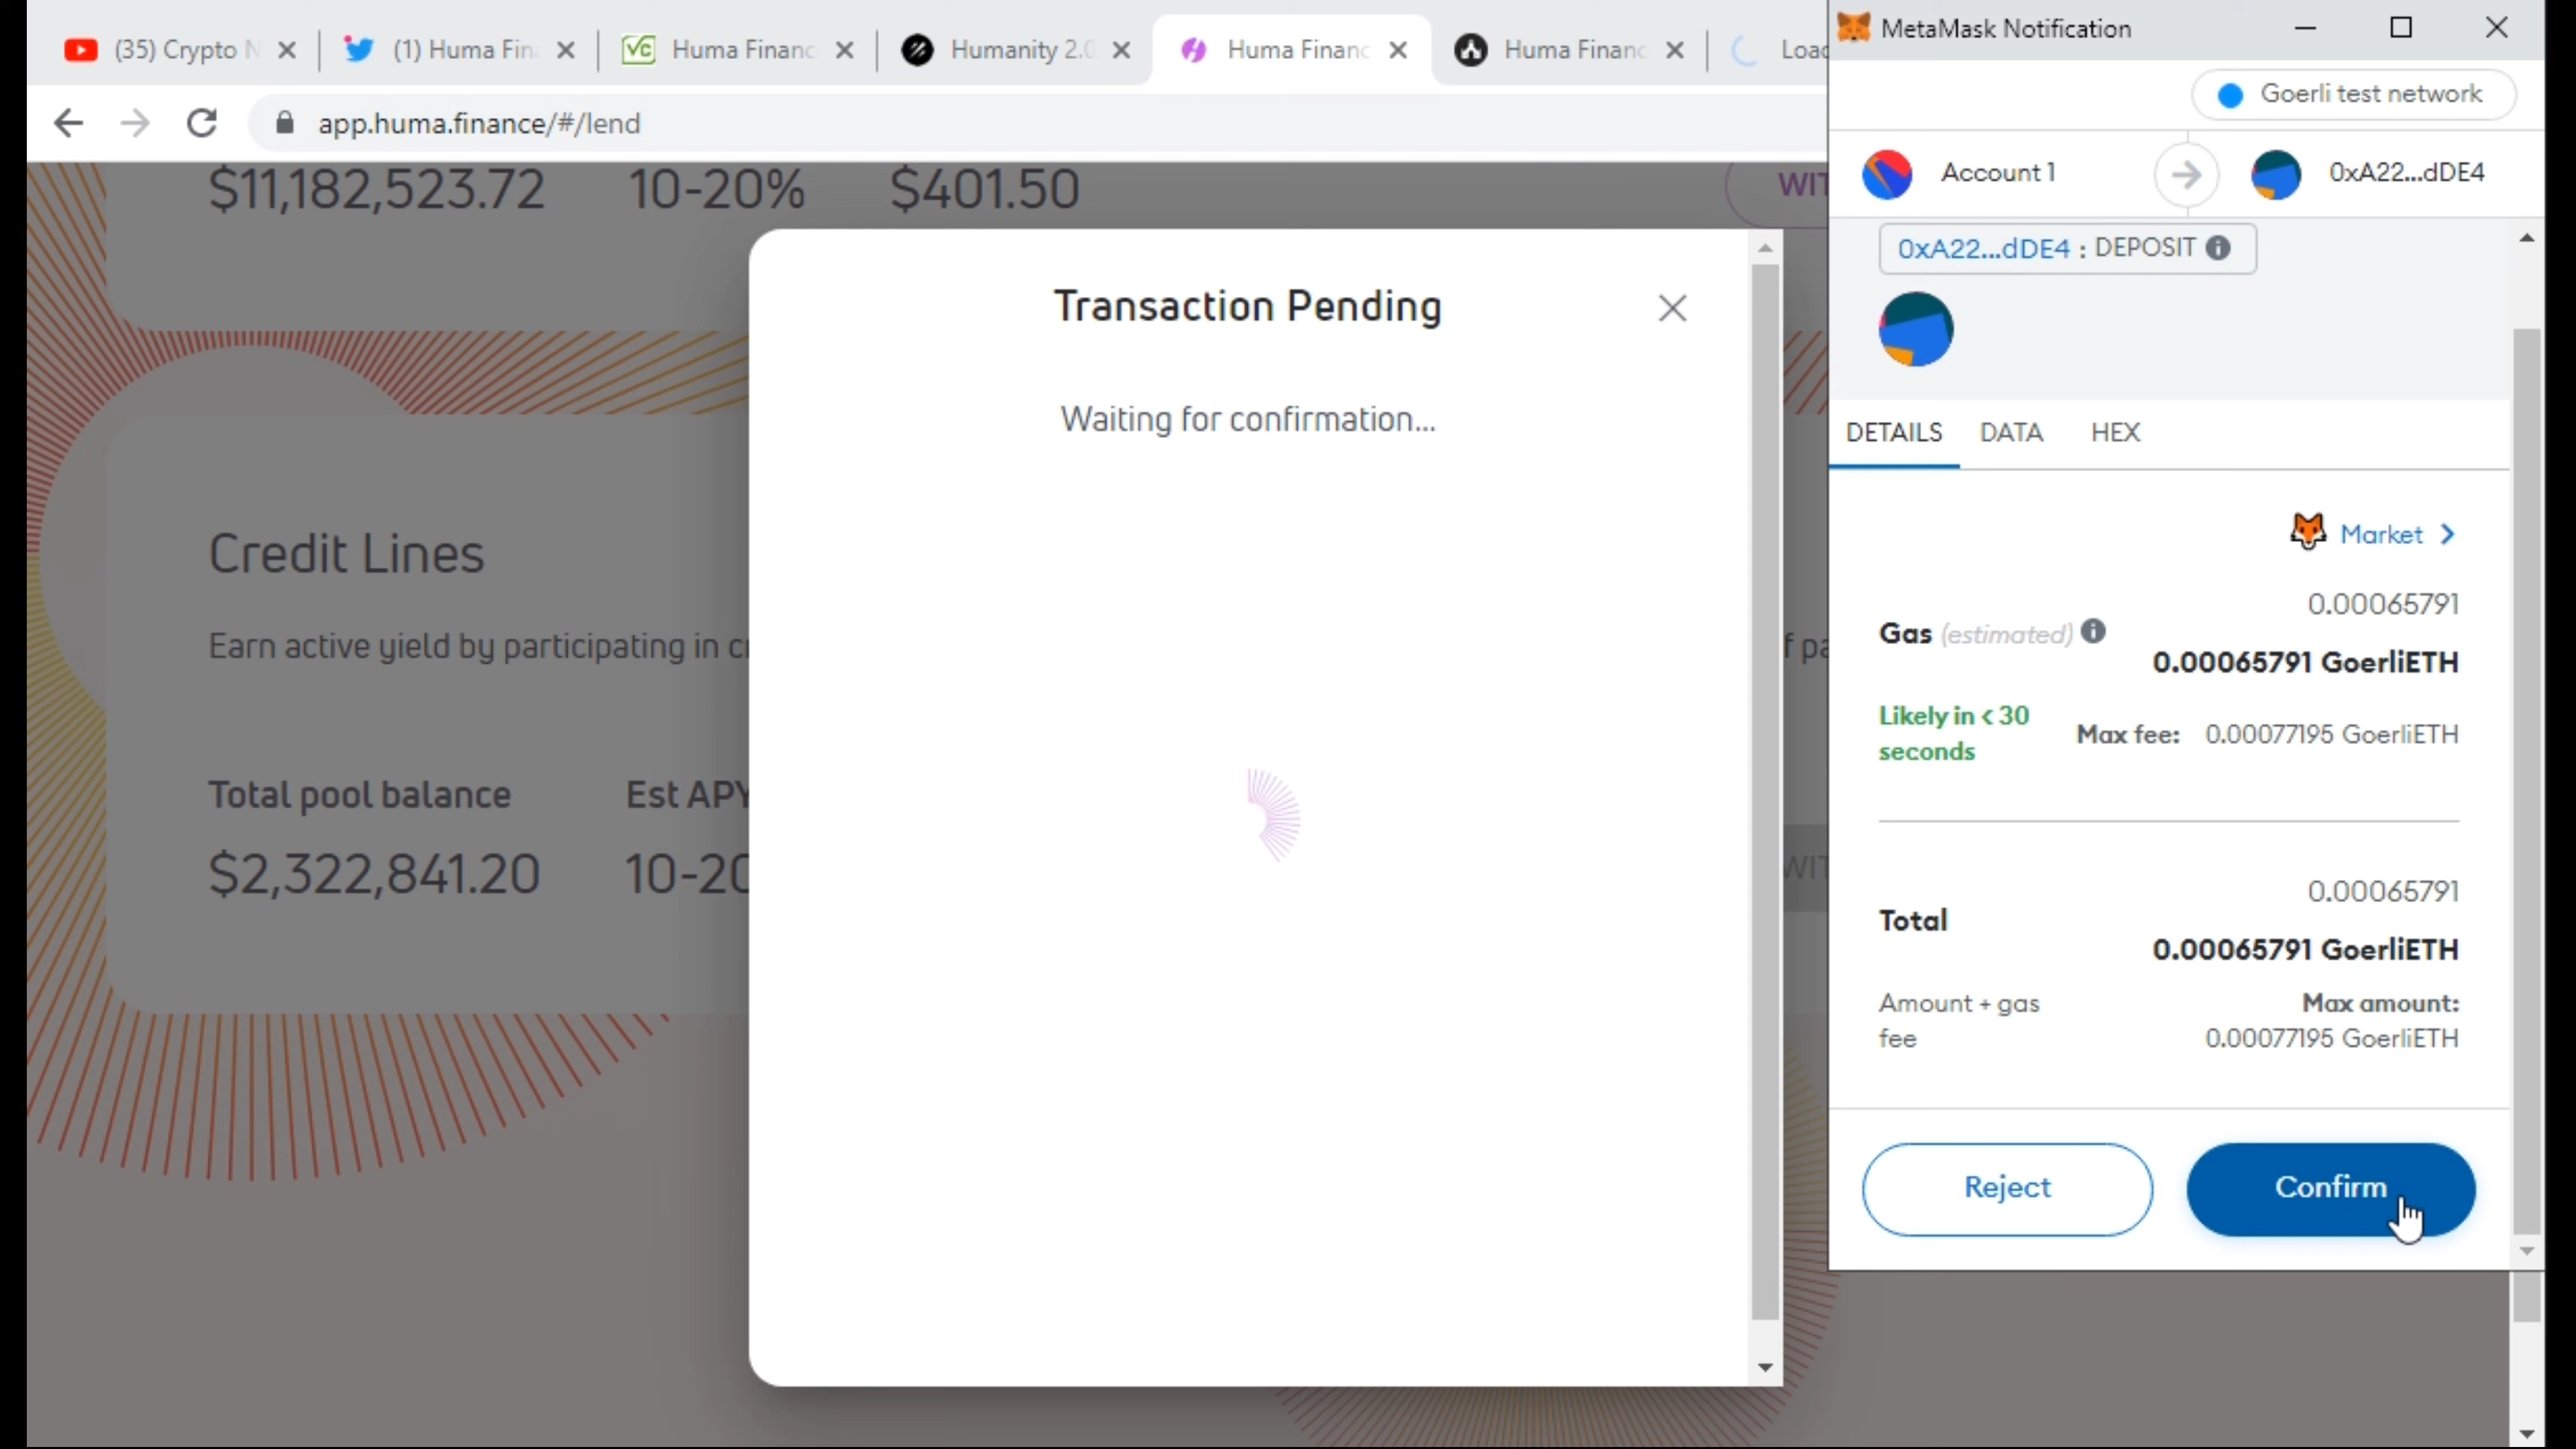 (35) Crypto N
(1) Huma Fin
Huma Financ
Humanity 2.0
Huma Financ
Huma Financ
Load
app.huma.finance/#/lend
$11,182,523.72 10-20% $401.50
WIT
Transaction Pending
Waiting for confirmation...
Credit Lines
Earn active yield by participating in cr
f pa
Total pool balance Est APY
$2,322,841.20 10-20
WIT
MetaMask Notification
Goerli test network
Account 1 0xA22...dDE4
0xA22...dDE4 : DEPOSIT
DETAILS DATA HEX
Market
0.00065791
Gas (estimated)
0.00065791 GoerliETH
Likely in < 30
seconds
Max fee: 0.00077195 GoerliETH
0.00065791
Total
0.00065791 GoerliETH
Amount + gas
fee
Max amount:
0.00077195 GoerliETH
Reject Confirm